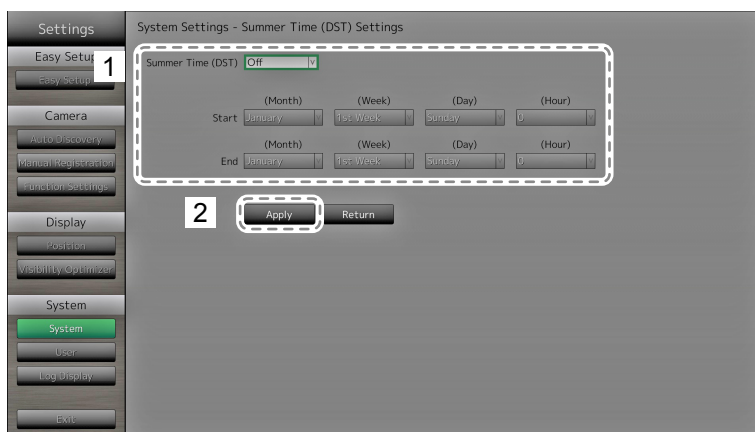 Settings
System Settings - Summer Time (DST) Settings
Easy Setup
1
Easy Setup
Summer Time (DST) Off
(Month) (Week) (Day) (Hour)
Start January 1st Week Sunday 0
(Month) (Week) (Day) (Hour)
End January 1st Week Sunday 0
Camera
Auto Discovery
Manual Registration
Function Settings
2
Apply Return
Display
Position
Visibility Optimizer
System
System
User
Log Display
Exit